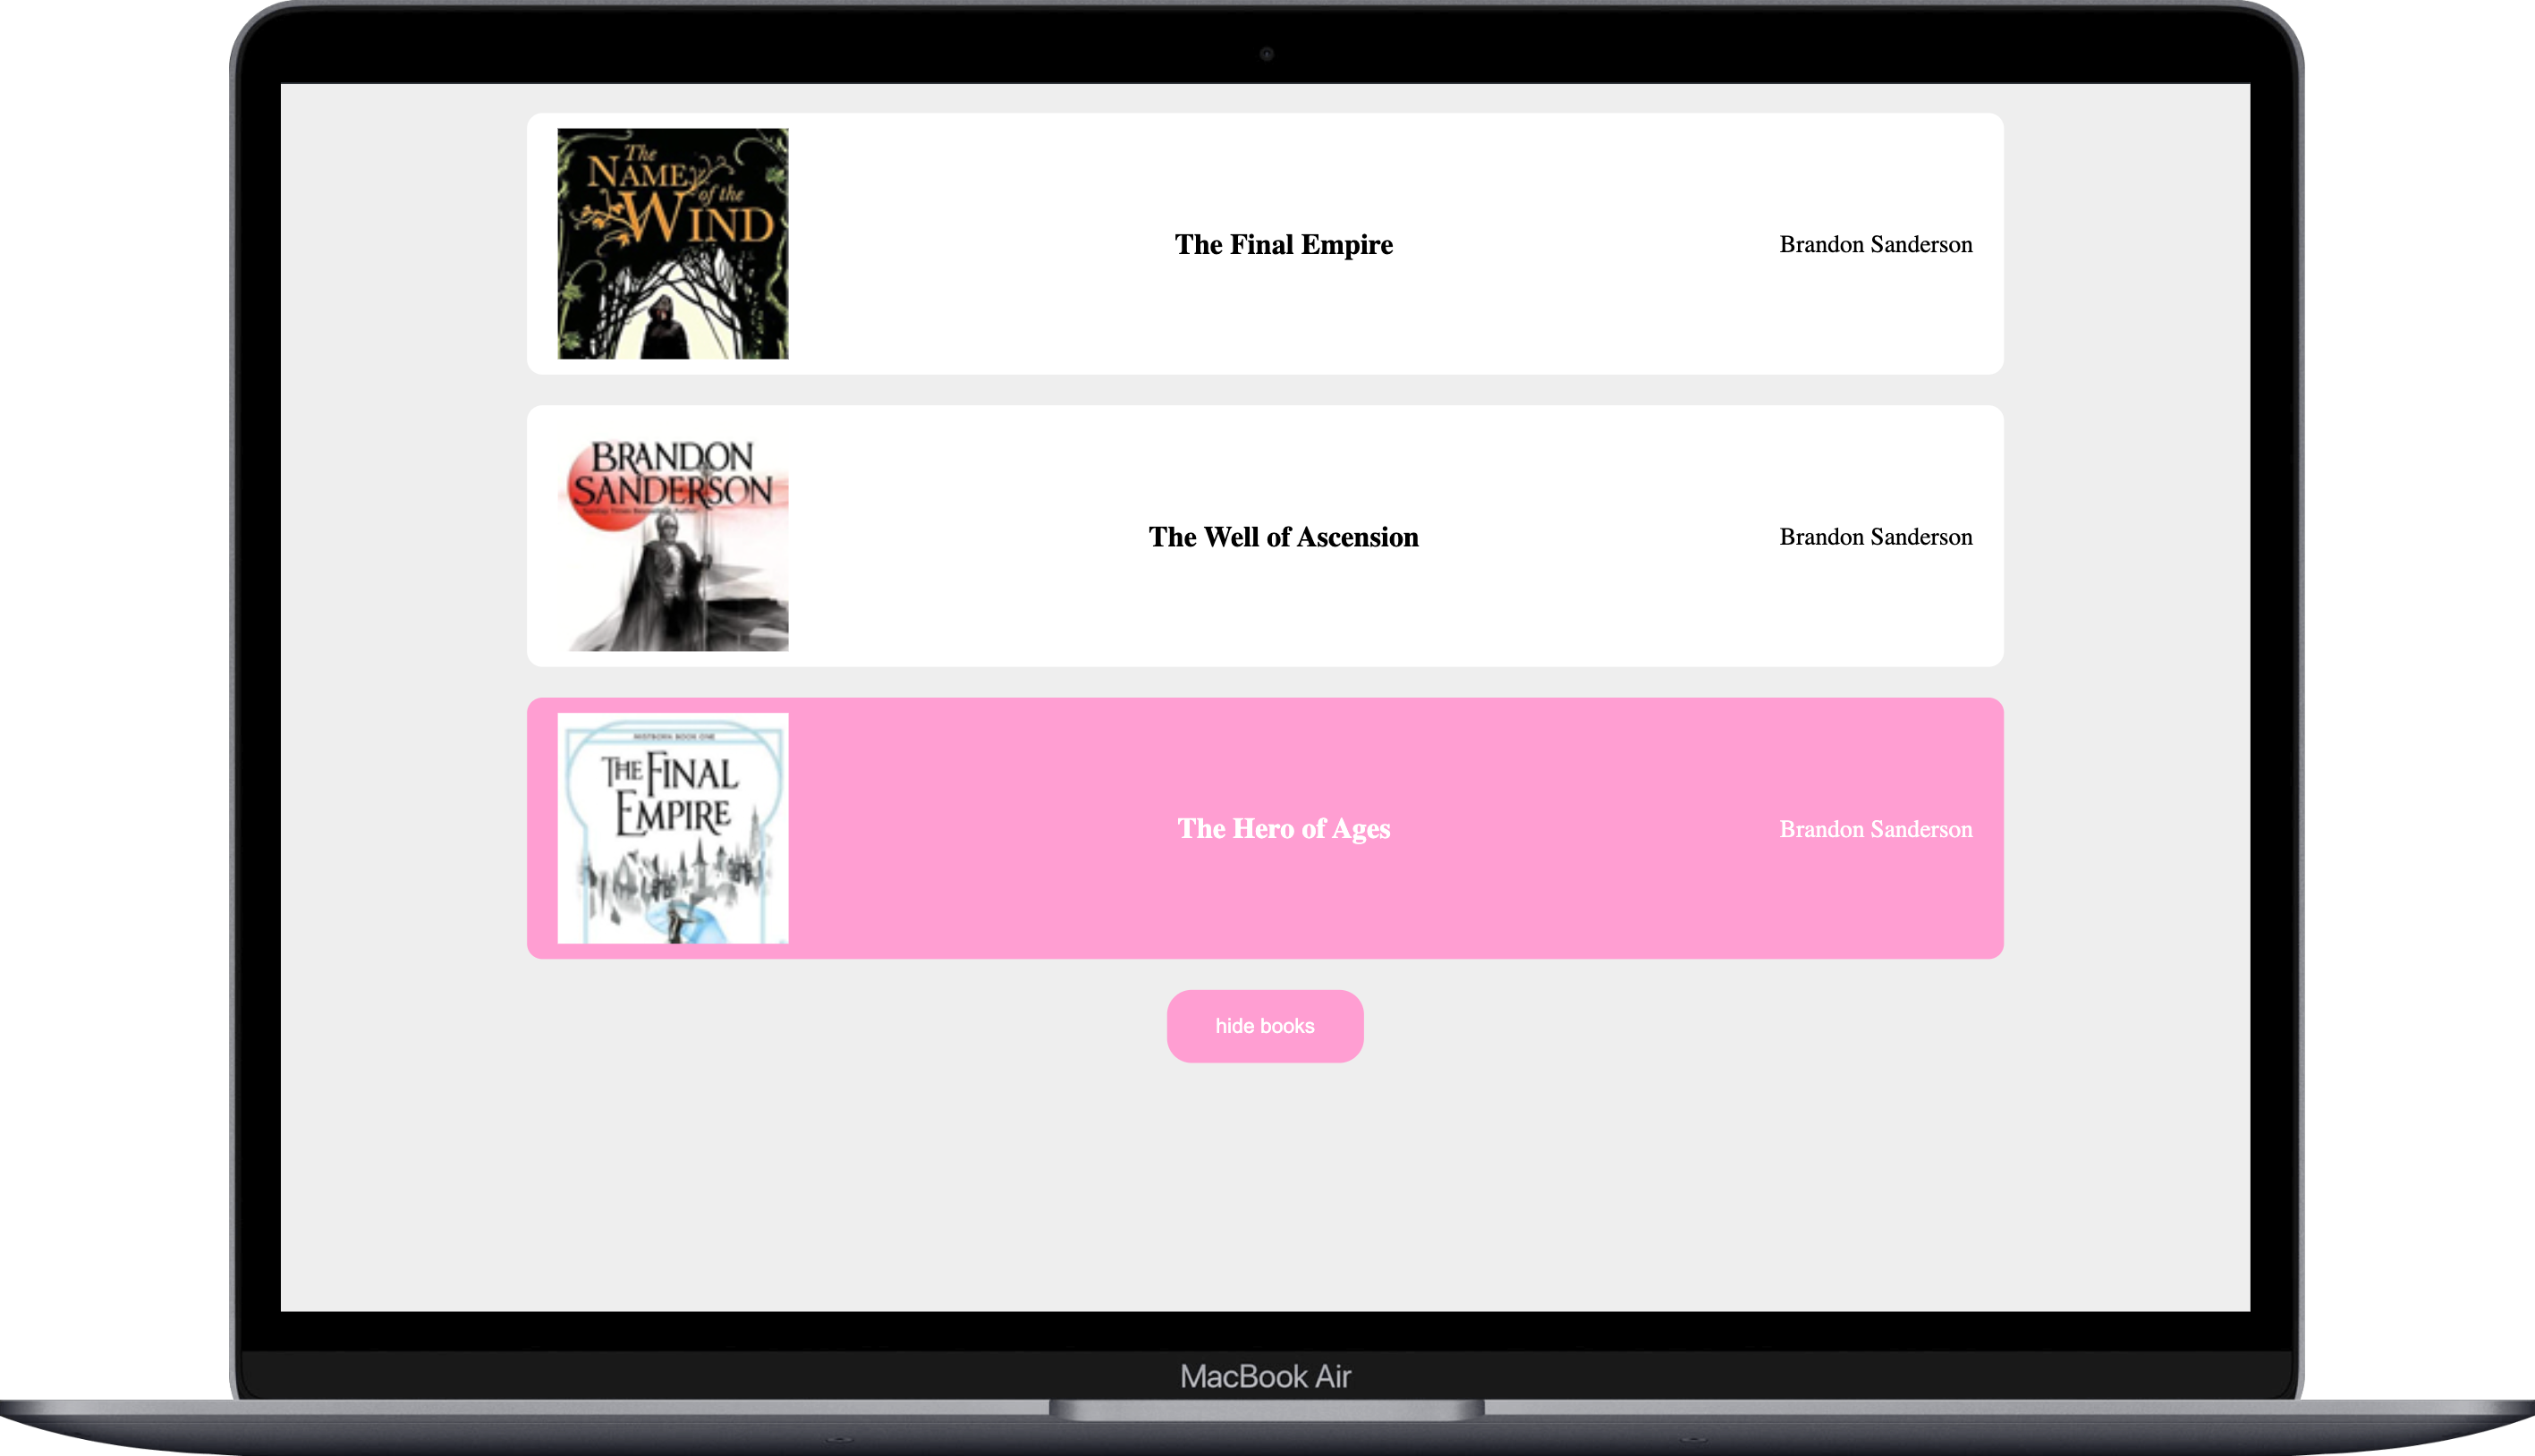 The
NAME
of the
WIND
The Final Empire
Brandon Sanderson
BRANDON
SANDERSON
The Well of Ascension
Brandon Sanderson
MISTBORN BOOK ONE
THE FINAL
EMPIRE
The Hero of Ages
Brandon Sanderson
hide books
MacBook Air